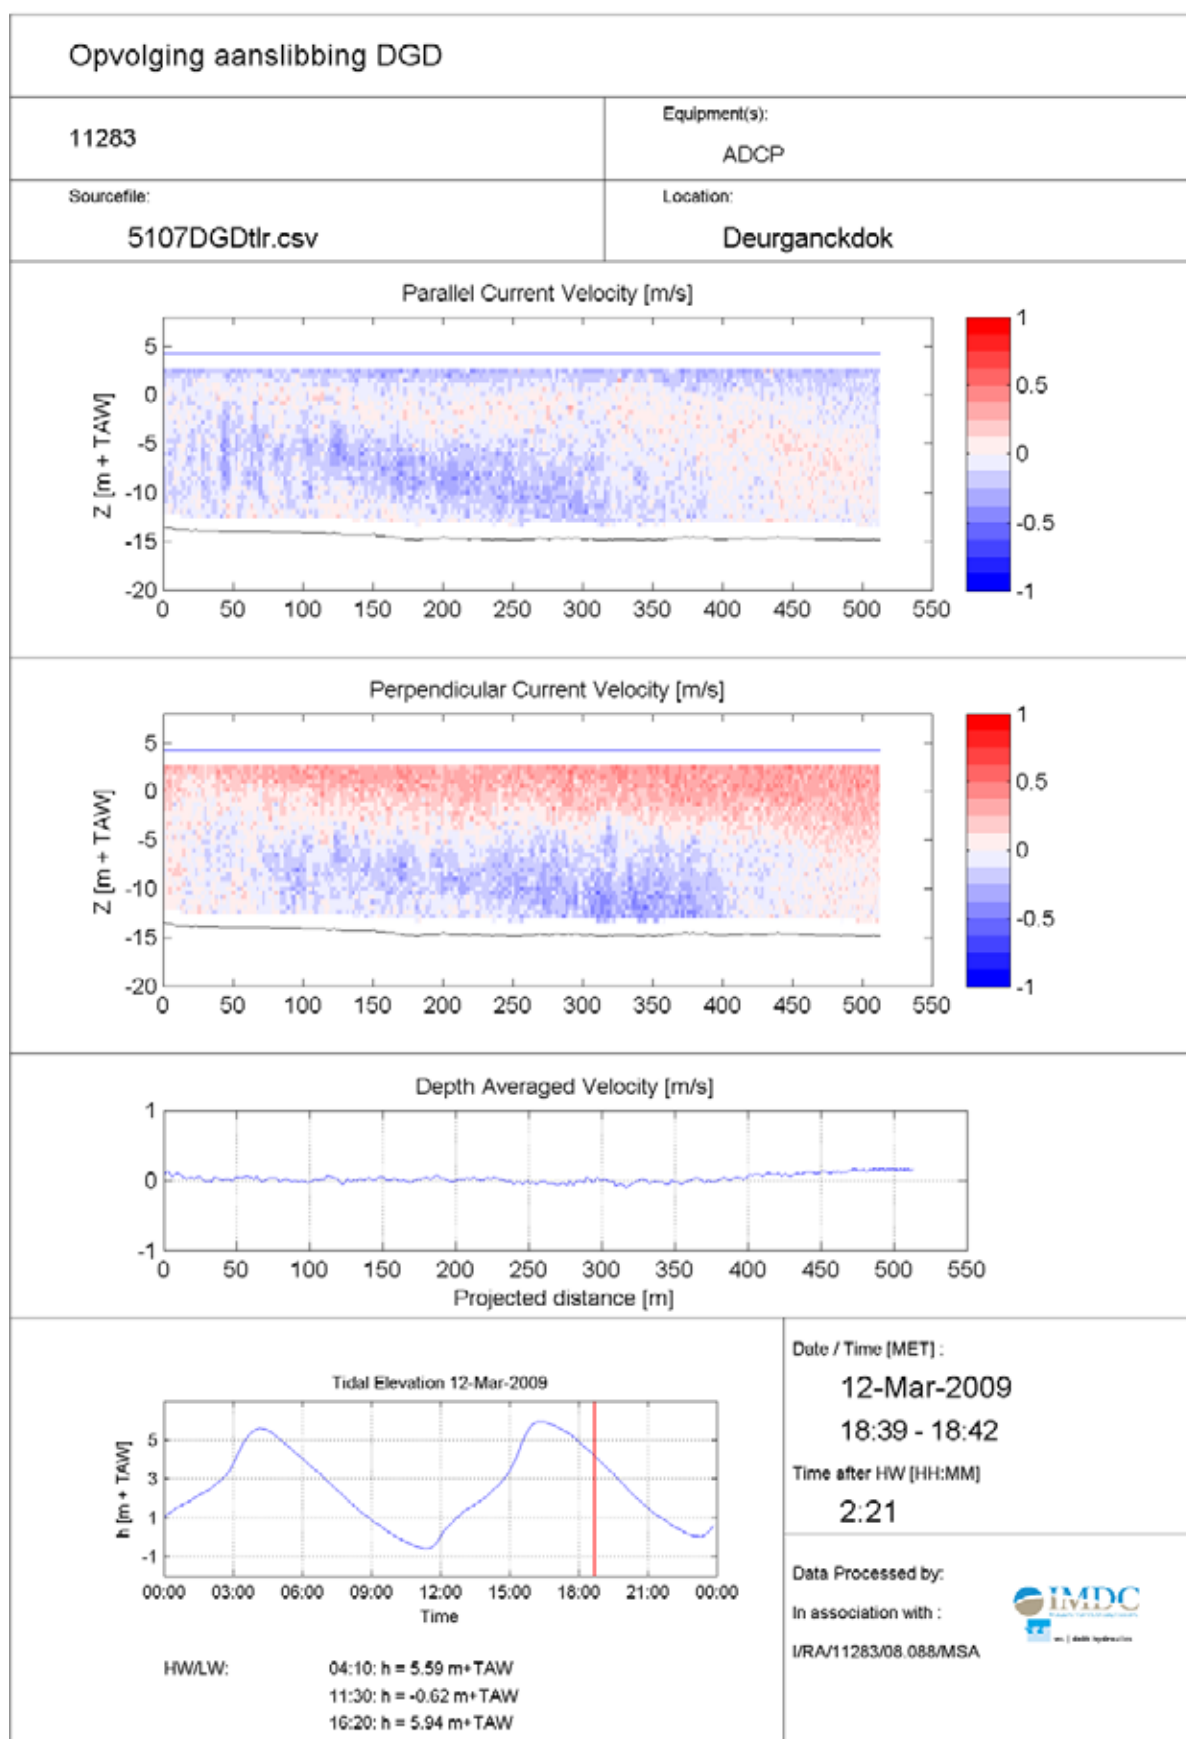 Opvolging aanslibbing DGD
11283
Equipment(s):
ADCP
Sourcefile:
5107DGDtlr.csv
Location:
Deurganckdok
Parallel Current Velocity [m/s]
Z [m + TAW]
5
0
-5
-10
-15
-20
0 50 100 150 200 250 300 350 400 450 500 550
1
0.5
0
-0.5
-1
Perpendicular Current Velocity [m/s]
Z [m + TAW]
5
0
-5
-10
-15
-20
0 50 100 150 200 250 300 350 400 450 500 550
1
0.5
0
-0.5
-1
Depth Averaged Velocity [m/s]
1
0
-1
0 50 100 150 200 250 300 350 400 450 500 550
Projected distance [m]
Tidal Elevation 12-Mar-2009
h [m + TAW]
5
3
1
-1
00:00 03:00 06:00 09:00 12:00 15:00 18:00 21:00 00:00
Time
HW/LW:
04:10: h = 5.59 m+TAW
11:30: h = -0.62 m+TAW
16:20: h = 5.94 m+TAW
Date / Time [MET] :
12-Mar-2009
18:39 - 18:42
Time after HW [HH:MM]
2:21
Data Processed by:
In association with :
I/RA/11283/08.088/MSA
IMDC